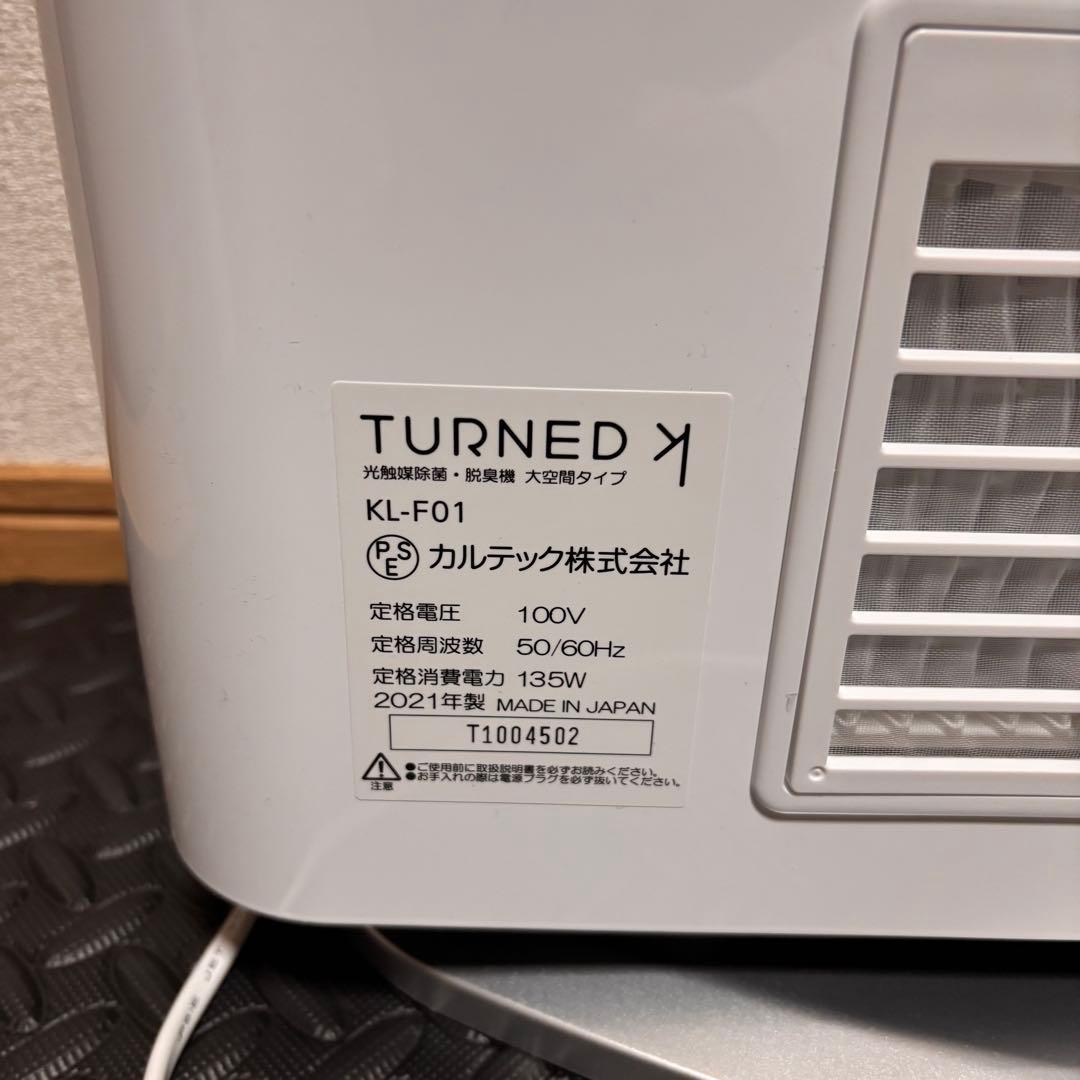 TURNED K
光触媒除菌・脱臭機 大空間タイプ
KL-F01
PSE カルテック株式会社
定格電圧 100V
定格周波数 50/60Hz
定格消費電力 135W
2021年製 MADE IN JAPAN
T1004502
注意
●ご使用前に取扱説明書を必ずお読みください。
●お手入れの際は電源プラグを必ず抜いてください。